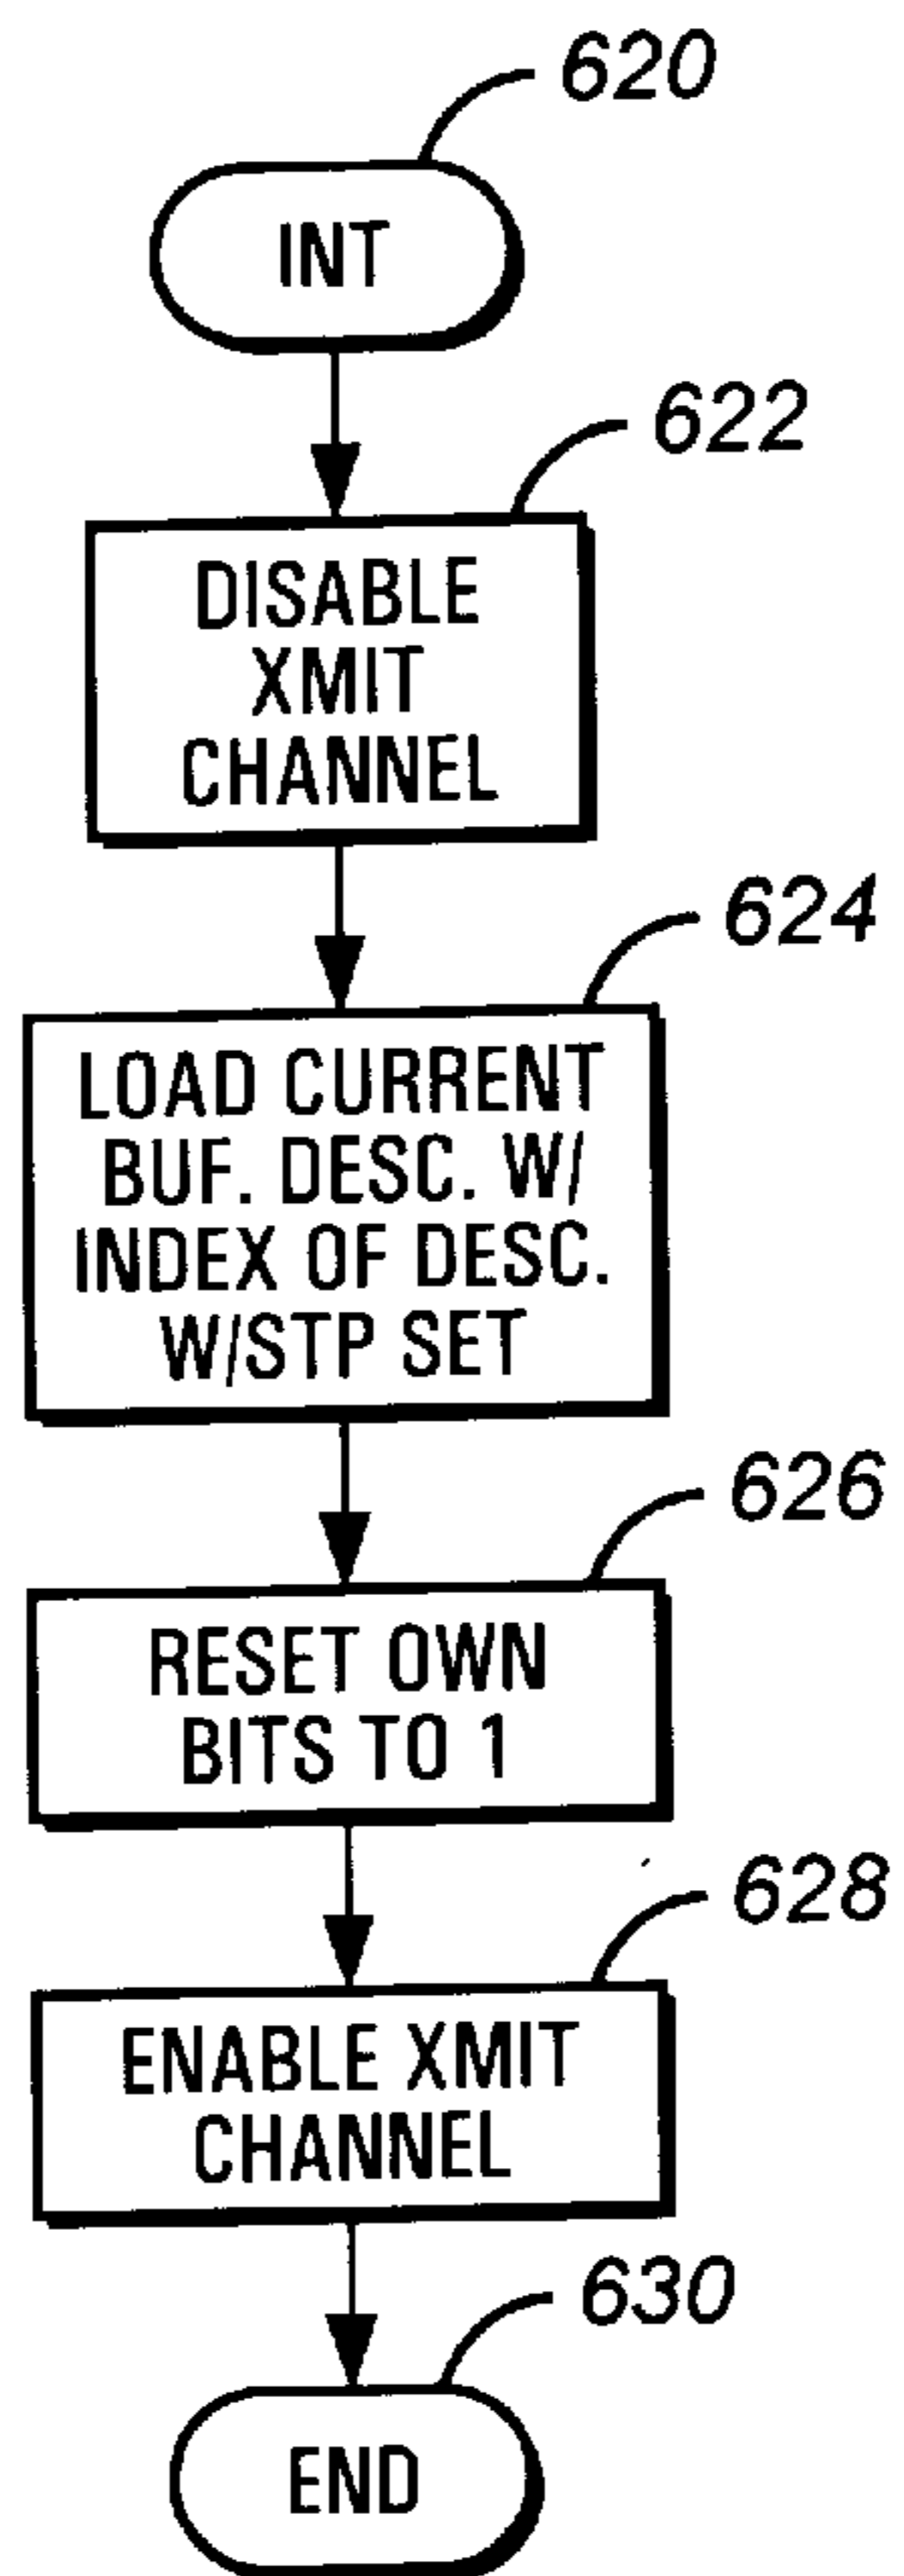 620
INT
622
DISABLE
XMIT
CHANNEL
624
LOAD CURRENT
BUF. DESC. W/
INDEX OF DESC.
W/STP SET
626
RESET OWN
BITS TO 1
628
ENABLE XMIT
CHANNEL
630
END